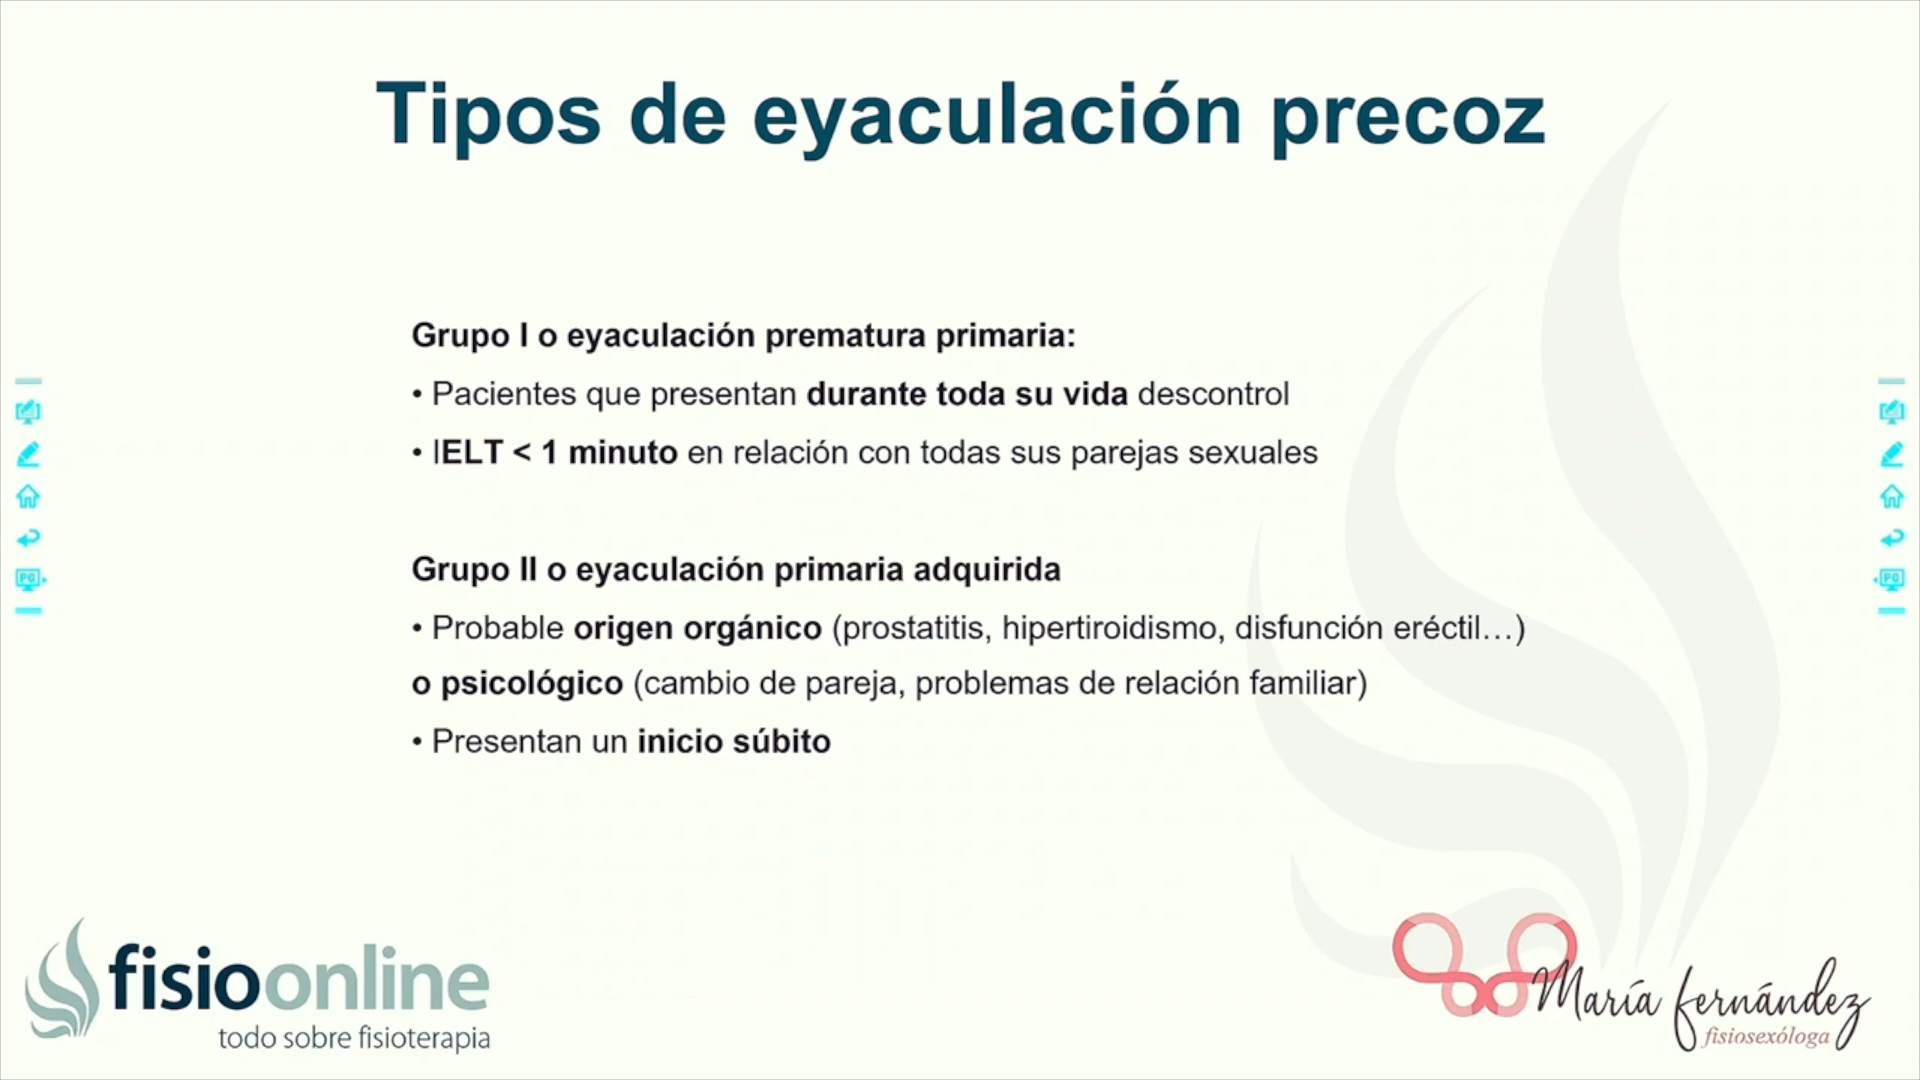 Tipos de eyaculación precoz
Grupo I o eyaculación prematura primaria:
• Pacientes que presentan durante toda su vida descontrol
• IELT < 1 minuto en relación con todas sus parejas sexuales
Grupo II o eyaculación primaria adquirida
• Probable origen orgánico (prostatitis, hipertiroidismo, disfunción eréctil…)
o psicológico (cambio de pareja, problemas de relación familiar)
• Presentan un inicio súbito
PC
PC
fisioonline
todo sobre fisioterapia
María fernández
fisiosexóloga